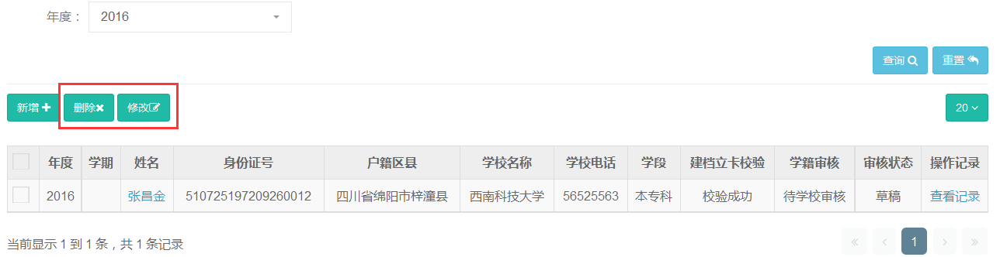 年度： 2016
查询 重置
新增 删除 修改 20
年度 学期 姓名 身份证号 户籍区县 学校名称 学校电话 学段 建档立卡校验 学籍审核 审核状态 操作记录
2016 张昌金 510725197209260012 四川省绵阳市梓潼县 西南科技大学 56525563 本专科 校验成功 待学校审核 草稿 查看记录
当前显示 1 到 1 条，共 1 条记录 « ‹ 1 › »